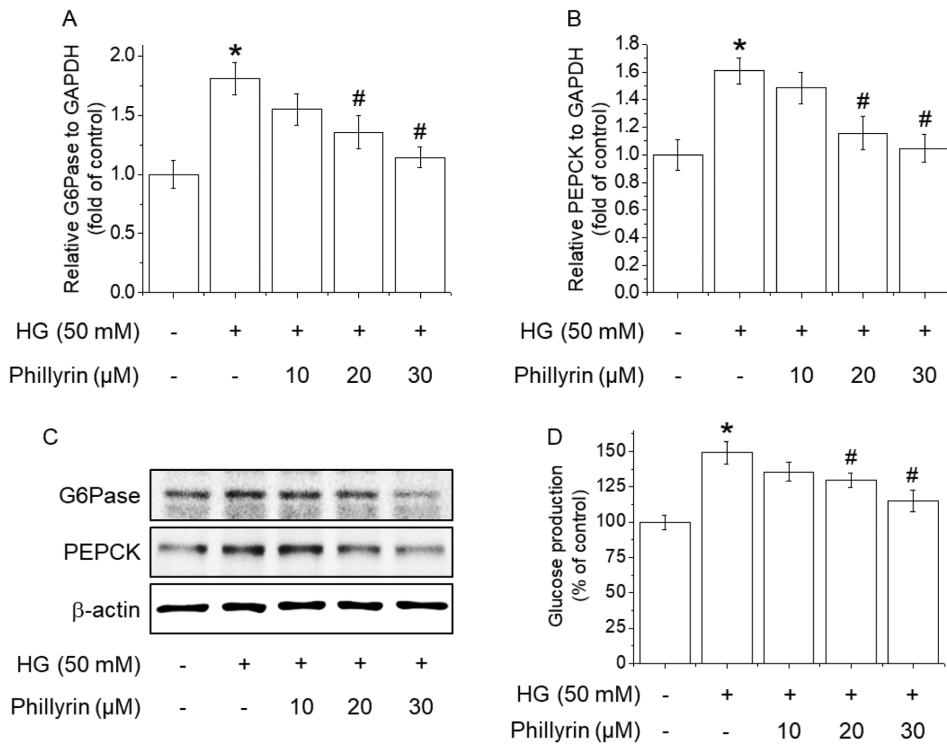 A
Relative G6Pase to GAPDH
(fold of control)
2.0
1.5
1.0
0.5
0.0
*
#
#
HG (50 mM) - + + + +
Phillyrin (µM) - - 10 20 30
B
Relative PEPCK to GAPDH
(fold of control)
1.8
1.6
1.4
1.2
1.0
0.8
0.6
0.4
0.2
0.0
*
#
#
HG (50 mM) - + + + +
Phillyrin (µM) - - 10 20 30
C
G6Pase
PEPCK
β-actin
HG (50 mM) - + + + +
Phillyrin (µM) - - 10 20 30
D
Glucose production
(% of control)
150
125
100
75
50
25
0
*
#
#
HG (50 mM) - + + + +
Phillyrin (µM) - - 10 20 30